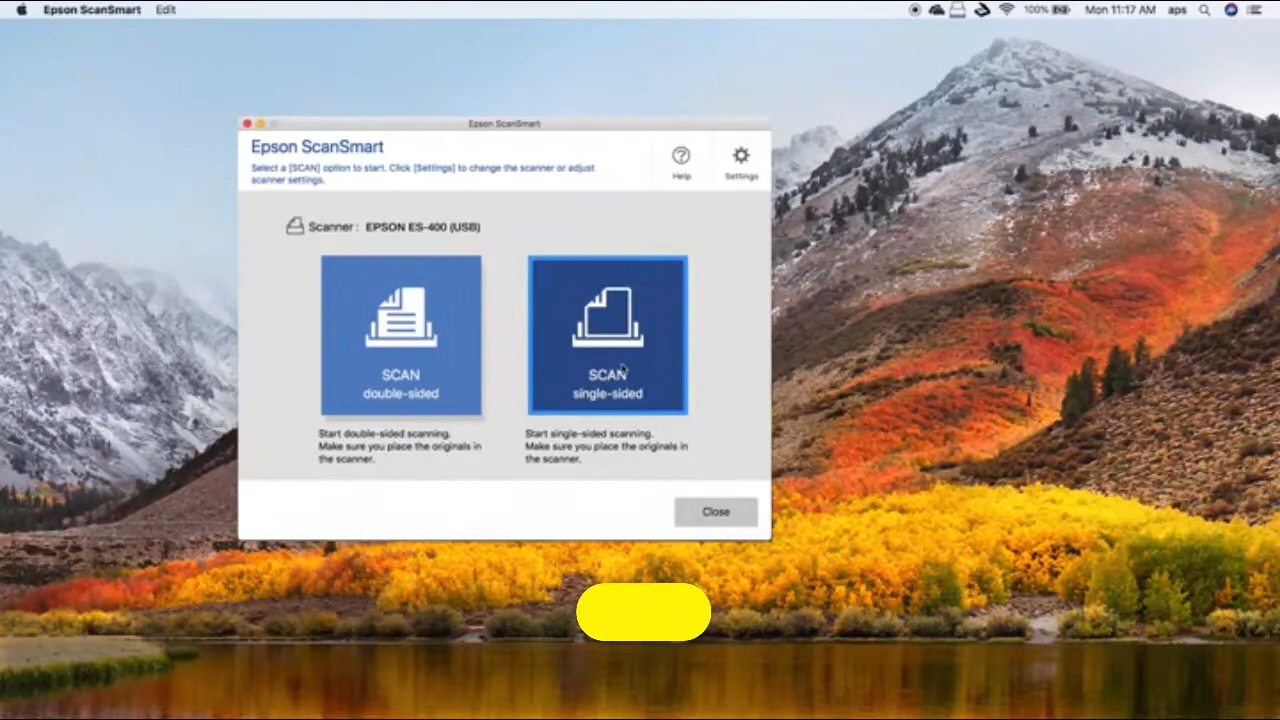 Epson ScanSmart Edit 100% Mon 11:17 AM aps
Epson ScanSmart
Epson ScanSmart
Select a [SCAN] option to start. Click [Settings] to change the scanner or adjust
scanner settings.
Help
Settings
Scanner : EPSON ES-400 (USB)
SCAN
double-sided
SCAN
single-sided
Start double-sided scanning.
Make sure you place the originals in
the scanner.
Start single-sided scanning.
Make sure you place the originals in
the scanner.
Close